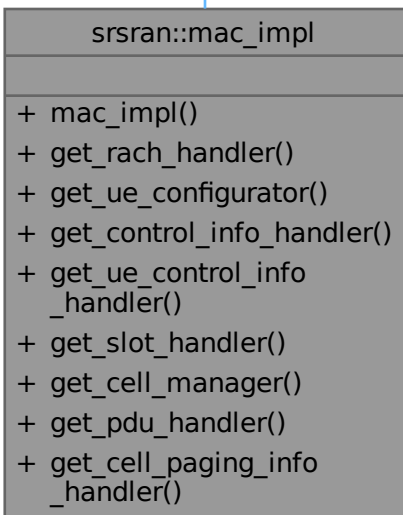 srsran::mac_impl
+ mac_impl()
+ get_rach_handler()
+ get_ue_configurator()
+ get_control_info_handler()
+ get_ue_control_info
_handler()
+ get_slot_handler()
+ get_cell_manager()
+ get_pdu_handler()
+ get_cell_paging_info
_handler()